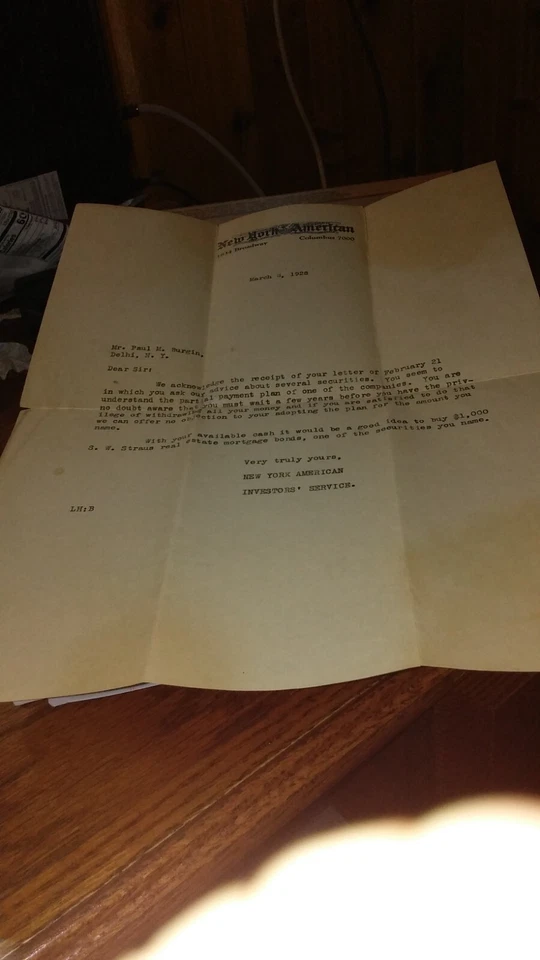 New York American
1834 Broadway Columbus 7000
March 2, 1926
Mr. Paul M.
Delhi, N. Y.
Dear Sir:
We acknowledge the receipt of your letter of February 21
in which you ask our advice about several securities. You seem to
understand the partial payment plan of one of the companies. You are
no doubt aware that you must wait a few years before you have the priv-
ilege of withdrawing all your money and if you are satisfied to do that
we can offer no objection to your adopting the plan for the amount you
name.
With your available cash it would be a good idea to buy $1,000
S. W. Straus real estate mortgage bonds, one of the securities you name.
Very truly yours,
NEW YORK AMERICAN
INVESTORS' SERVICE.
LH:B